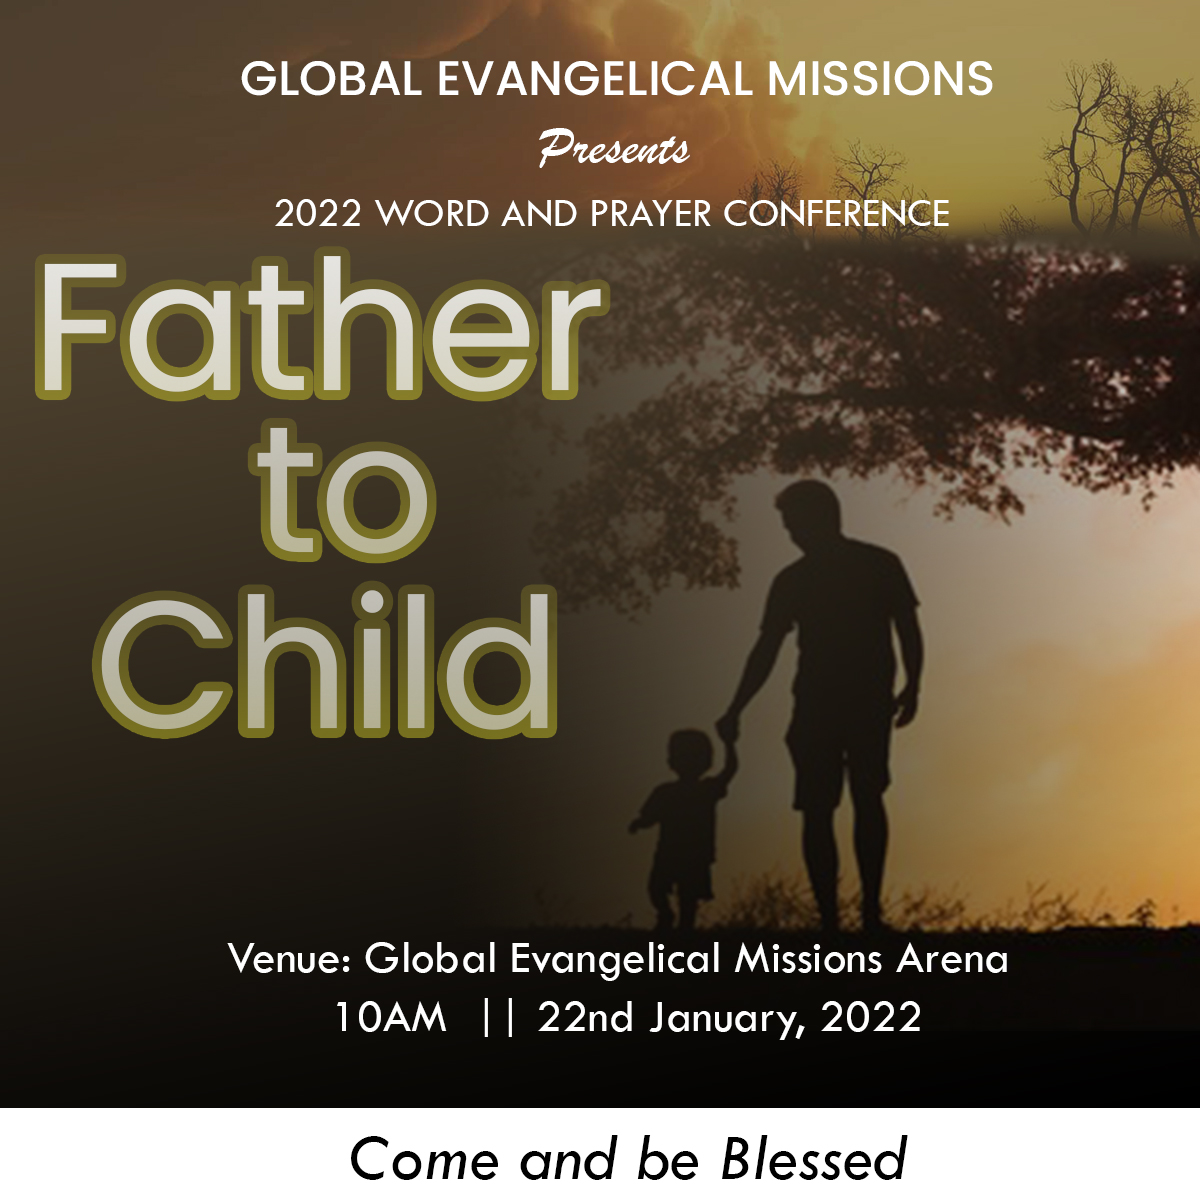 GLOBAL EVANGELICAL MISSIONS
Presents
2022 WORD AND PRAYER CONFERENCE
Father
to
Child
Venue: Global Evangelical Missions Arena
10AM || 22nd January, 2022
Come and be Blessed